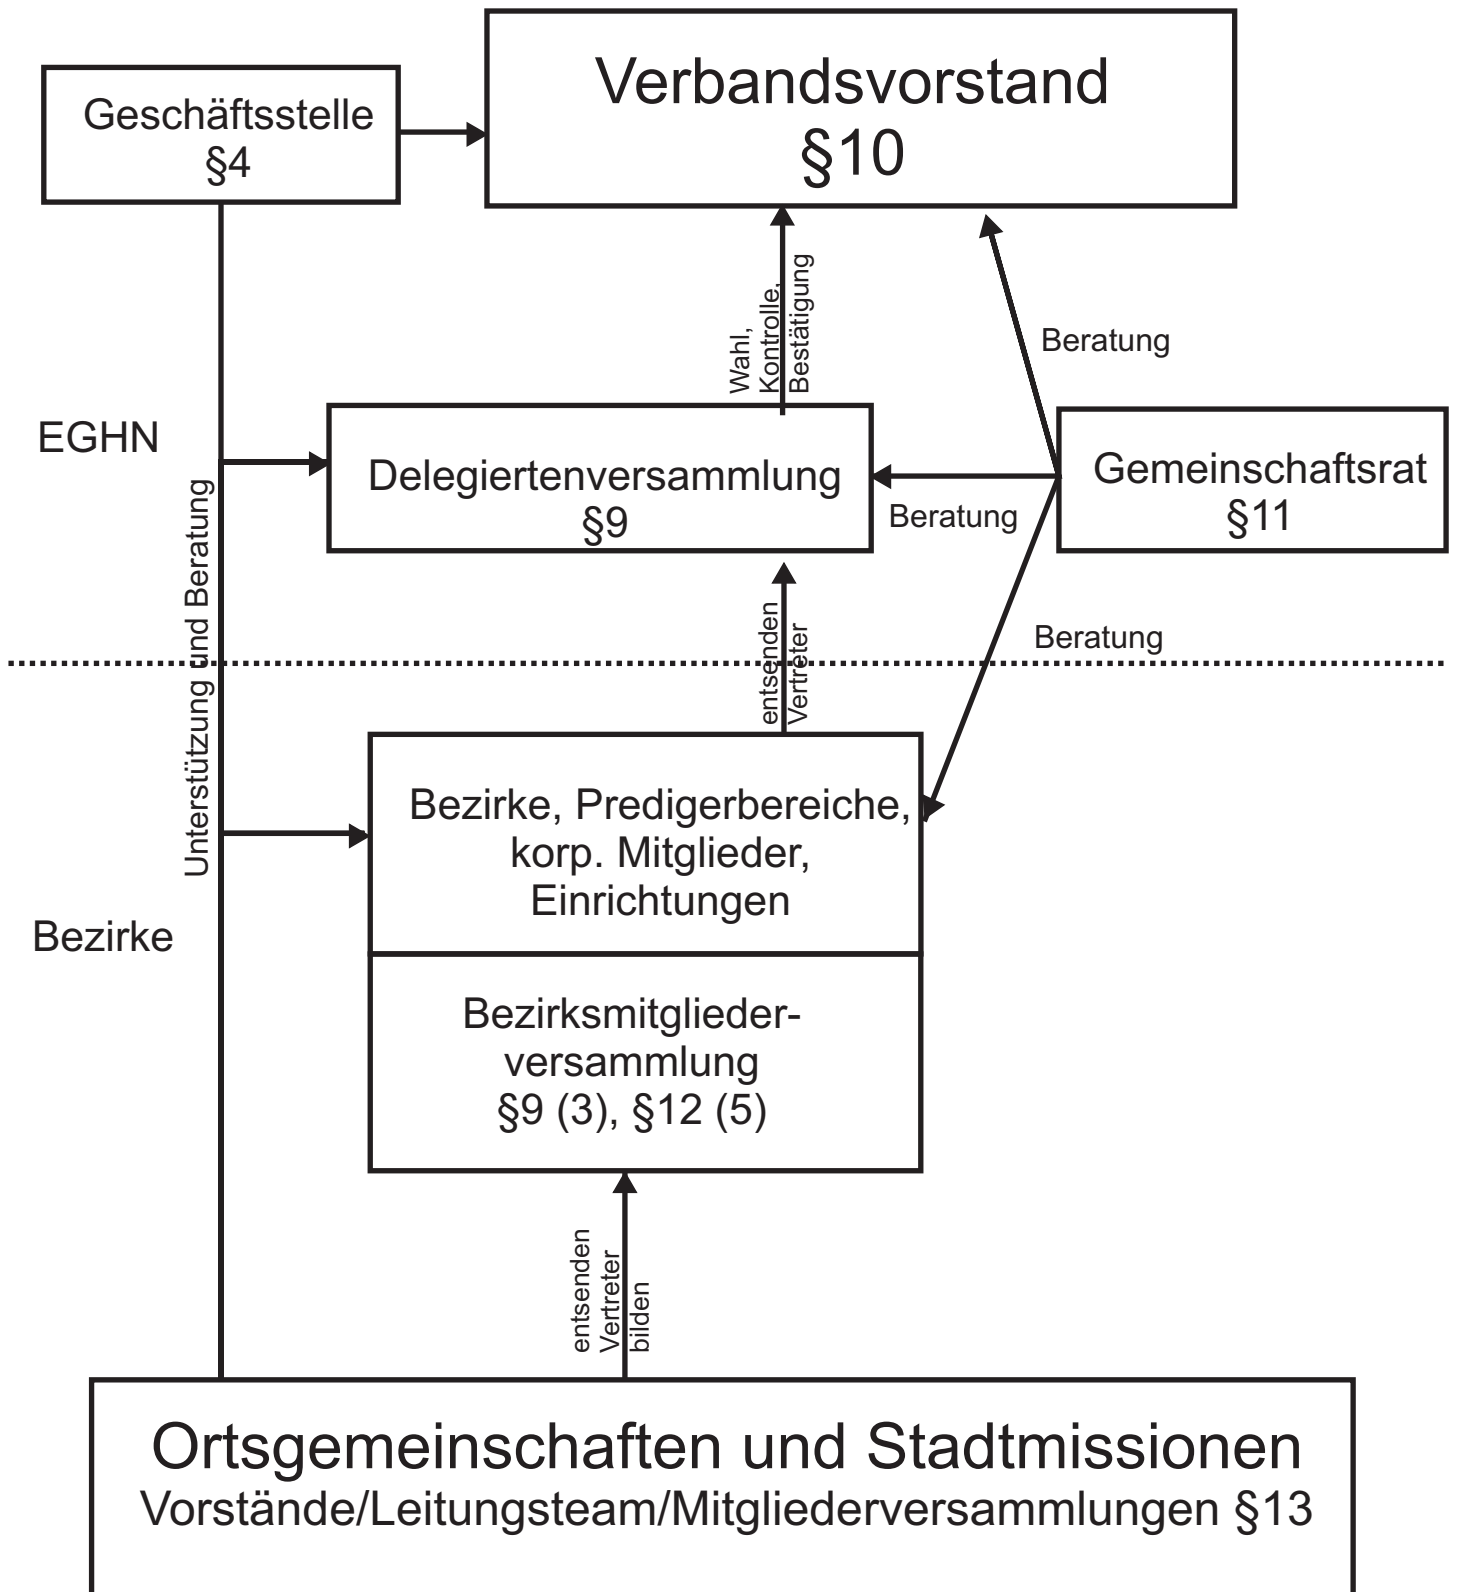 Geschäftsstelle
§4
Verbandsvorstand
§10
Wahl,
Kontrolle,
Bestätigung
Beratung
EGHN
Delegiertenversammlung
§9
Beratung
Gemeinschaftsrat
§11
Unterstützung und Beratung
entsenden
Vertreter
Beratung
Bezirke, Predigerbereiche,
korp. Mitglieder,
Einrichtungen
Bezirke
Bezirksmitglieder-
versammlung
§9 (3), §12 (5)
entsenden
Vertreter
bilden
Ortsgemeinschaften und Stadtmissionen
Vorstände/Leitungsteam/Mitgliederversammlungen §13